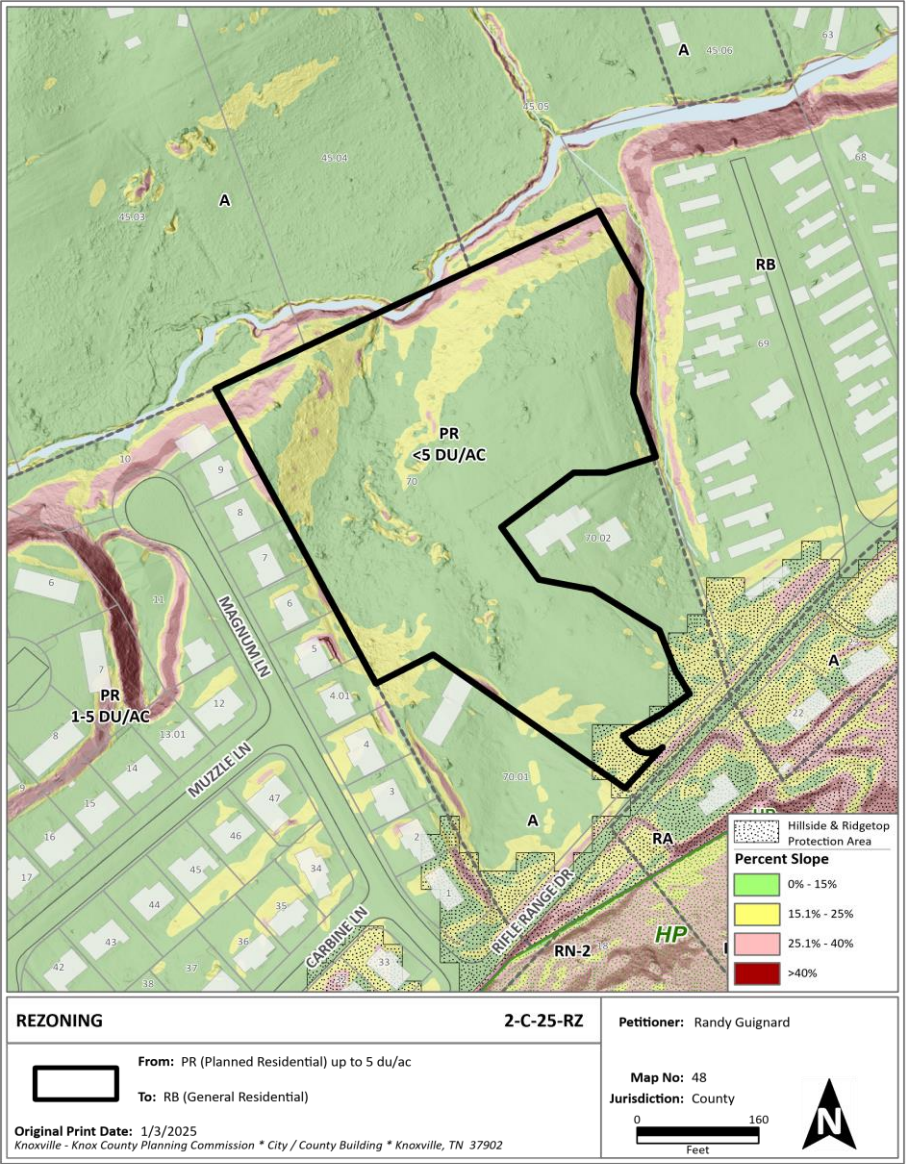 63
A
45.06
45.05
45.04
68
A
45.03
RB
69
PR
<5 DU/AC
70
10
9
8
70.02
7
6
11
6
MAGNUM LN
5
A
7
4.01
PR
1-5 DU/AC
12
22
13.01
8
4
14
MUZZLE LN
70.01
9
15
47
3
A
16
46
2
HP
RA
17
45
34
1
44
35
RIFLE RANGE DR
43
36
CARBINE LN
HP
RN-2
18
42
37
33
38
Hillside & Ridgetop
Protection Area
Percent Slope
0% - 15%
15.1% - 25%
25.1% - 40%
>40%
REZONING
2-C-25-RZ
From: PR (Planned Residential) up to 5 du/ac
To: RB (General Residential)
Original Print Date: 1/3/2025
Knoxville - Knox County Planning Commission * City / County Building * Knoxville, TN 37902
Petitioner: Randy Guignard
Map No: 48
Jurisdiction: County
0 160
Feet
N